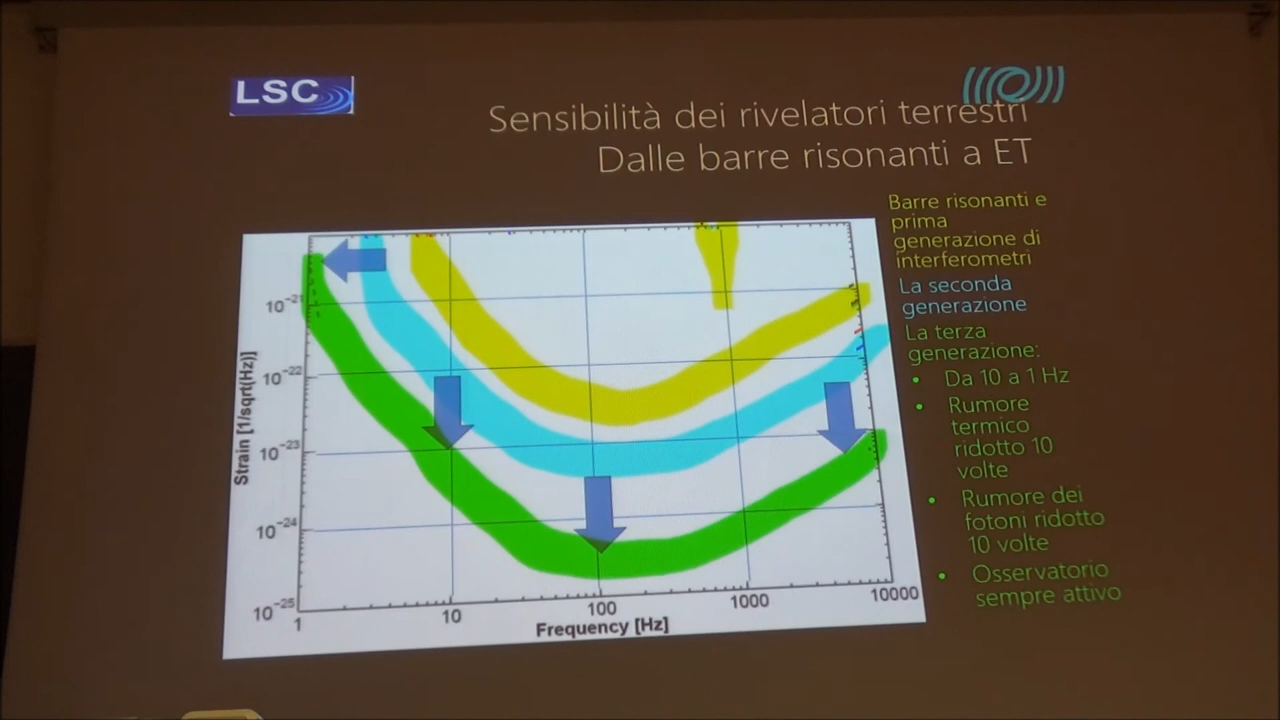 LSC
Sensibilità dei rivelatori terrestri
Dalle barre risonanti a ET
Barre risonanti e
prima
generazione di
interferometri
La seconda
generazione
La terza
generazione:
• Da 10 a 1 Hz
• Rumore
termico
ridotto 10
volte
• Rumore dei
fotoni ridotto
10 volte
• Osservatorio
sempre attivo
Strain [1/sqrt(Hz)]
10⁻²¹
10⁻²²
10⁻²³
10⁻²⁴
10⁻²⁵
1
10
100
1000
10000
Frequency [Hz]